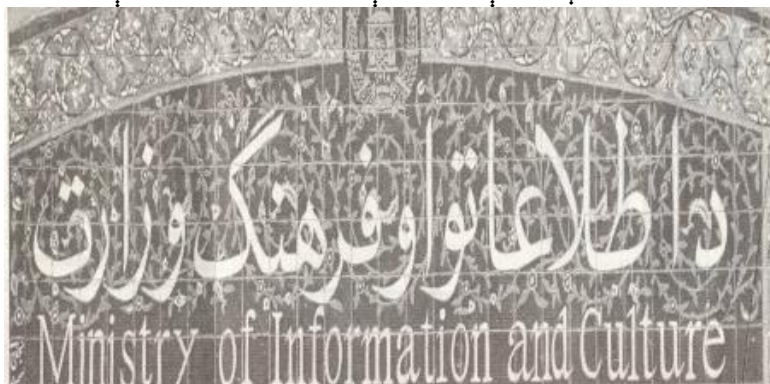 د اطلاعاتو او فرهنگ وزارت
Ministry of Information and Culture